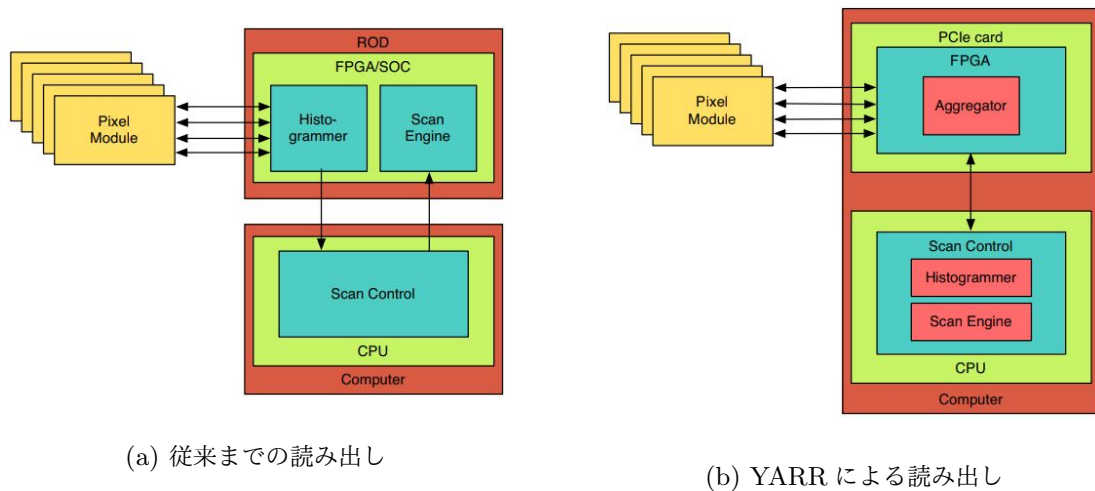 ROD
FPGA/SOC
Pixel
Module
Histo-
grammer
Scan
Engine
Scan Control
CPU
Computer
(a) 従来までの読み出し
PCIe card
FPGA
Pixel
Module
Aggregator
Scan Control
Histogrammer
Scan Engine
CPU
Computer
(b) YARR による読み出し